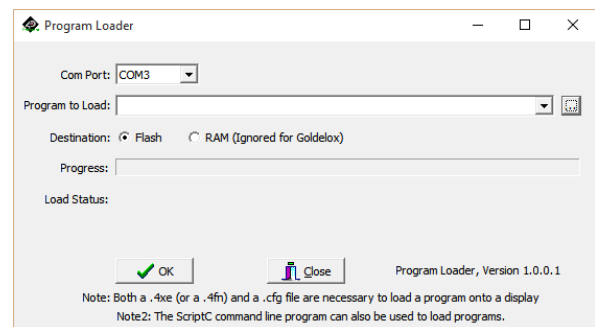 Program Loader
Com Port: COM3
Program to Load:
Destination: Flash RAM (Ignored for Goldelox)
Progress:
Load Status:
OK Close Program Loader, Version 1.0.0.1
Note: Both a .4xe (or a .4fn) and a .cfg file are necessary to load a program onto a display
Note2: The ScriptC command line program can also be used to load programs.